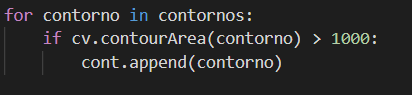 for contorno in contornos:
    if cv.contourArea(contorno) > 1000:
        cont.append(contorno)